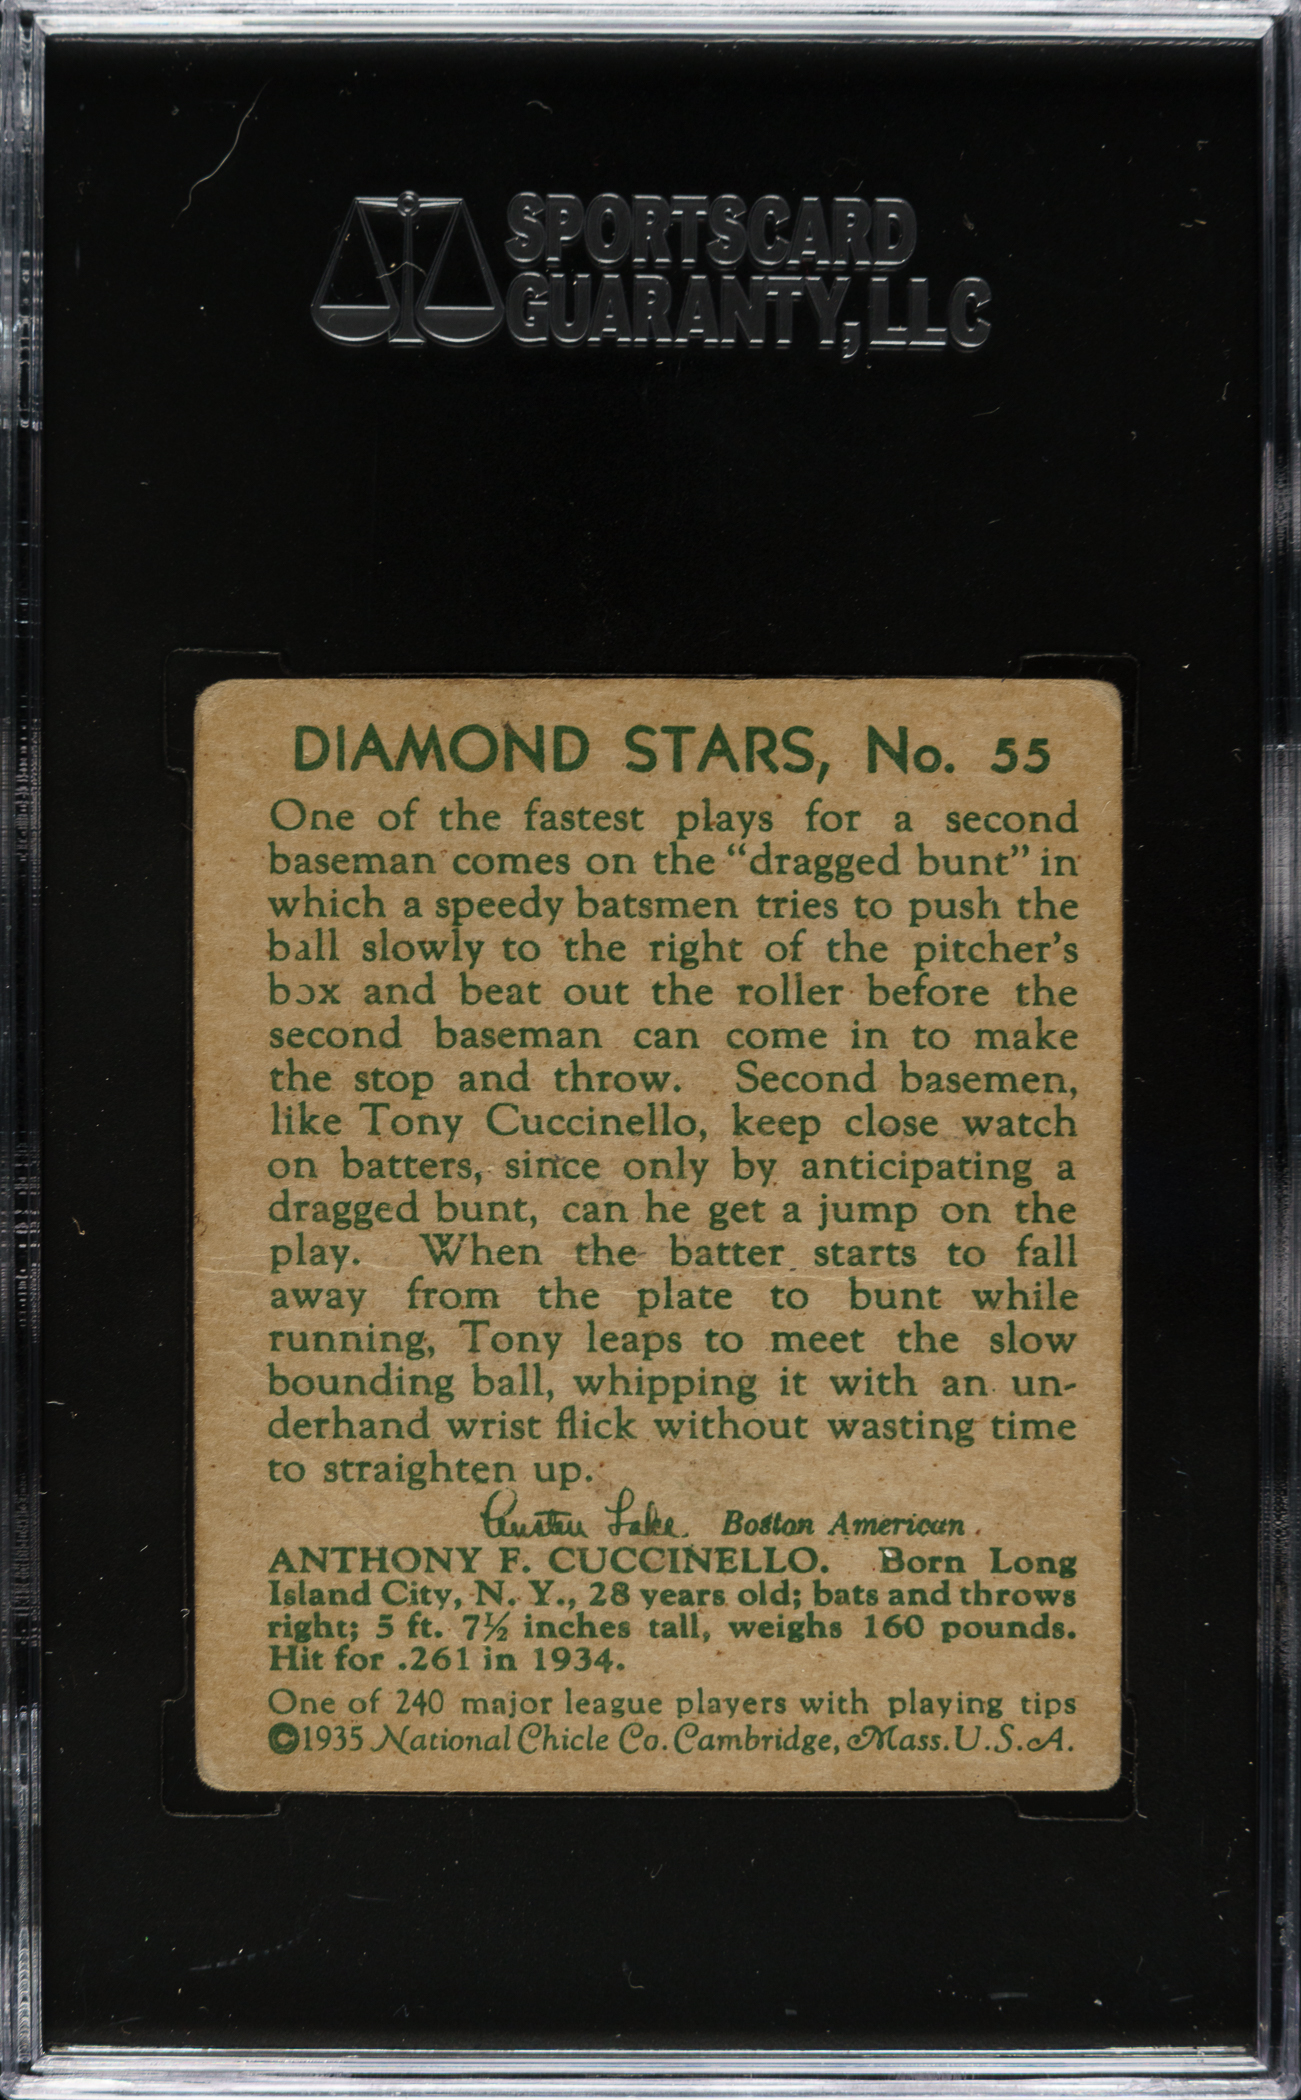 SPORTSCARD
GUARANTY, LLC
DIAMOND STARS, No. 55
One of the fastest plays for a second
baseman comes on the "dragged bunt" in
which a speedy batsmen tries to push the
ball slowly to the right of the pitcher's
box and beat out the roller before the
second baseman can come in to make
the stop and throw. Second basemen,
like Tony Cuccinello, keep close watch
on batters, since only by anticipating a
dragged bunt, can he get a jump on the
play. When the batter starts to fall
away from the plate to bunt while
running, Tony leaps to meet the slow
bounding ball, whipping it with an un-
derhand wrist flick without wasting time
to straighten up.
Austen Lake Boston American.
ANTHONY F. CUCCINELLO. Born Long
Island City, N. Y., 28 years old; bats and throws
right; 5 ft. 7½ inches tall, weighs 160 pounds.
Hit for .261 in 1934.
One of 240 major league players with playing tips
©1935 National Chicle Co. Cambridge, Mass. U.S.A.